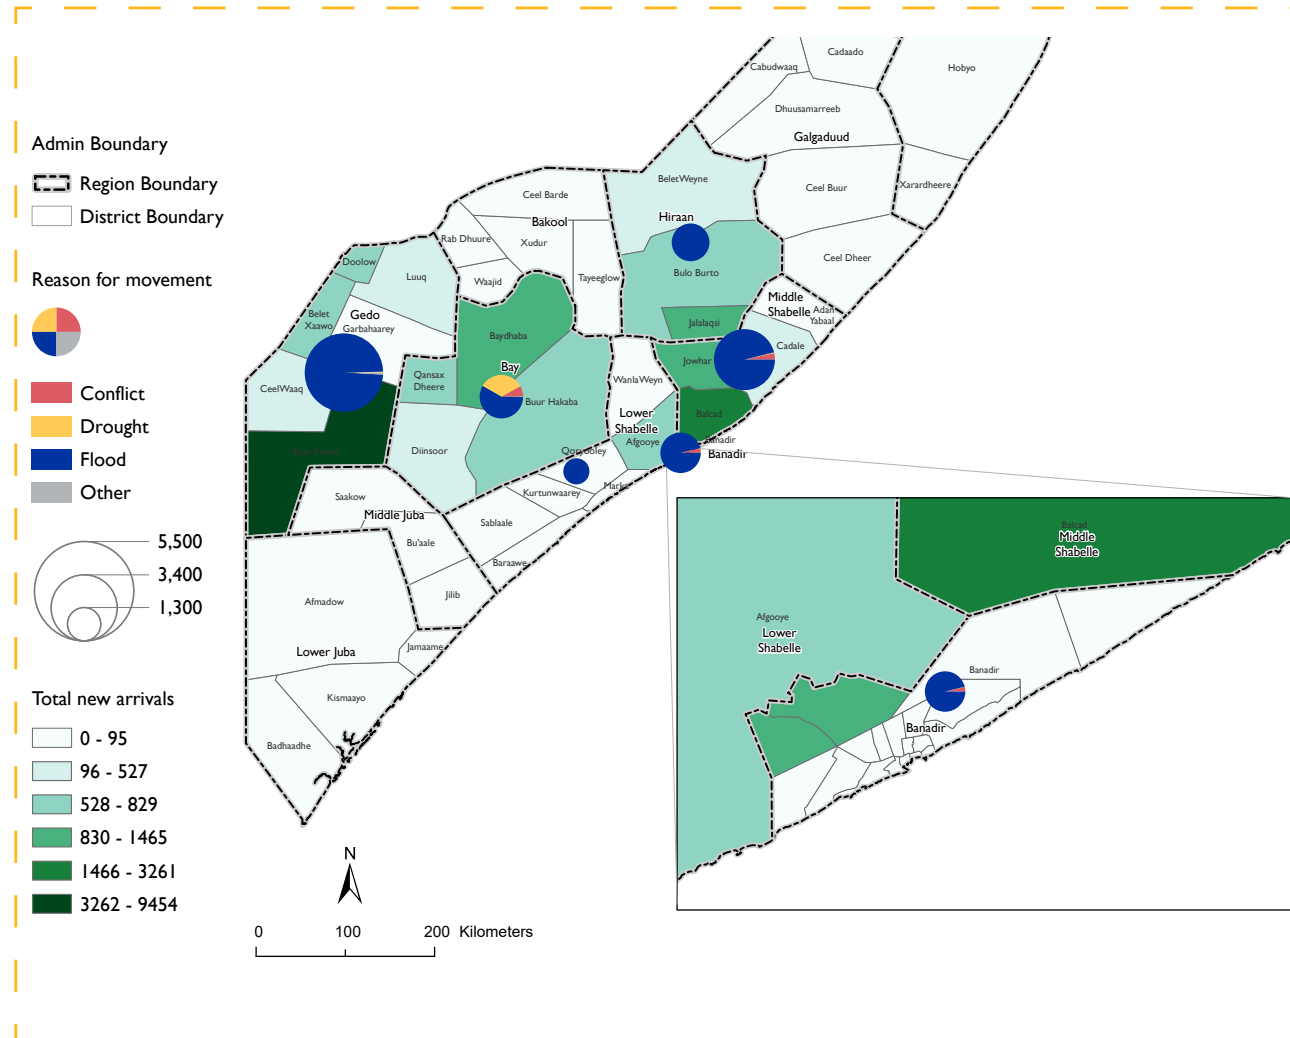 Admin Boundary
Region Boundary
District Boundary
Reason for movement
Conflict
Drought
Flood
Other
5,500
3,400
1,300
Total new arrivals
0 - 95
96 - 527
528 - 829
830 - 1465
1466 - 3261
3262 - 9454
N
0 100 200 Kilometers
Cadaado
Cabudwaaq
Hobyo
Dhuusamarreeb
Galgaduud
BeletWeyne
Ceel Buur
Xarardheere
Ceel Barde
Bakool
Hiraan
Rab Dhuure
Xudur
Ceel Dheer
Doolow
Luuq
Waajid
Tayeeglow
Bulo Burto
Middle
Shabelle
Adan
Yabaal
Belet
Xaawo
Gedo
Garbahaarey
Baydhaba
Jalalaqsi
Cadale
Jowhar
Bay
Qansax
Dheere
WanlaWeyn
CeelWaaq
Buur Hakaba
Lower
Shabelle
Balcad
Afgooye
Banadir
Banadir
Diinsoor
Qoryooley
Marka
Kurtunwaarey
Saakow
Middle Juba
Sablaale
Bu'aale
Baraawe
Jilib
Afmadow
Jamaame
Lower Juba
Kismaayo
Badhaadhe
Balcad
Middle
Shabelle
Afgooye
Lower
Shabelle
Banadir
Banadir